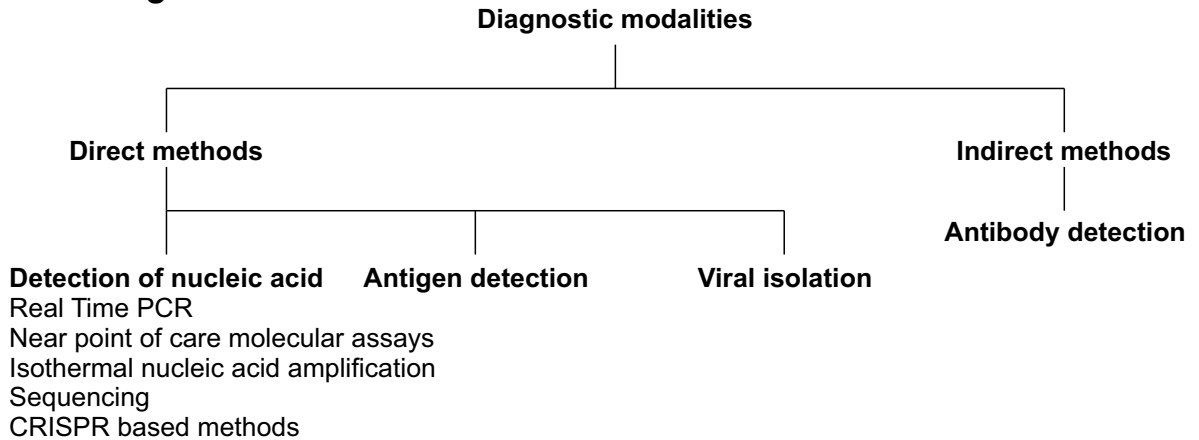 Diagnostic modalities
Direct methods
Indirect methods
Antibody detection
Detection of nucleic acid
Real Time PCR
Near point of care molecular assays
Isothermal nucleic acid amplification
Sequencing
CRISPR based methods
Antigen detection
Viral isolation